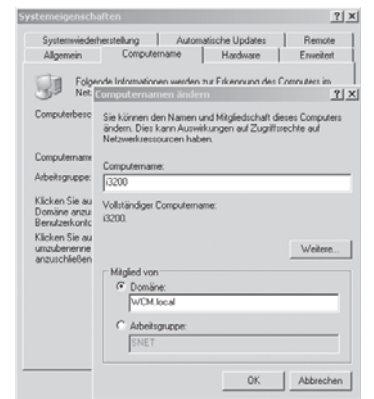 Systemeigenschaften
Systemwiederherstellung
Automatische Updates
Remote
Allgemein
Computername
Hardware
Erweitert
Folgende Informationen werden zur Erkennung des Computers im
Net
Computerbesc
Computername
Arbeitsgruppe:
Klicken Sie au
Domäne anzu
Benutzerkonto
Klicken Sie au
umzubenenne
anzuschließen
Computernamen ändern
Sie können den Namen und Mitgliedschaft dieses Computers
ändern. Dies kann Auswirkungen auf Zugriffsrechte auf
Netzwerkressourcen haben.
Computername:
i3200
Vollständiger Computername:
i3200.
Weitere...
Mitglied von
Domäne:
WCM.local
Arbeitsgruppe:
SNET
OK
Abbrechen